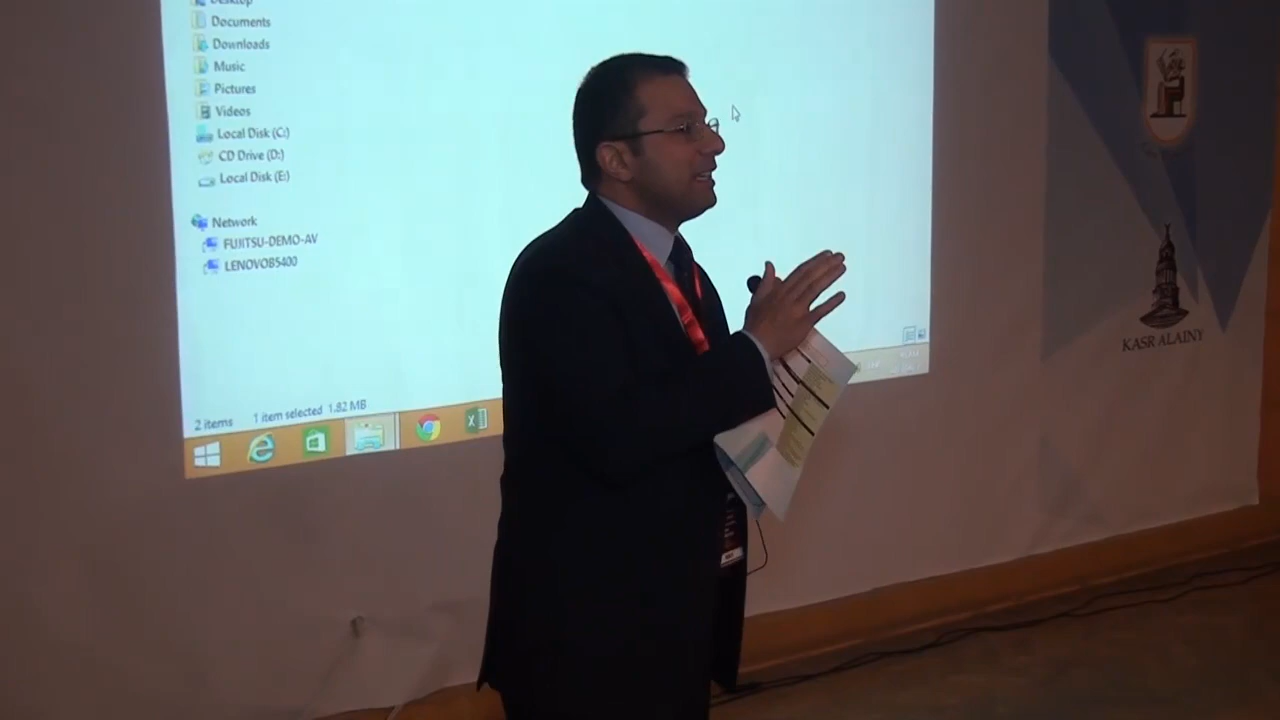 Desktop
Documents
Downloads
Music
Pictures
Videos
Local Disk (C:)
CD Drive (D:)
Local Disk (E:)
Network
FUJITSU-DEMO-AV
LENOVOB5400
2 items 1 item selected 1.82 MB
KASR ALAINY